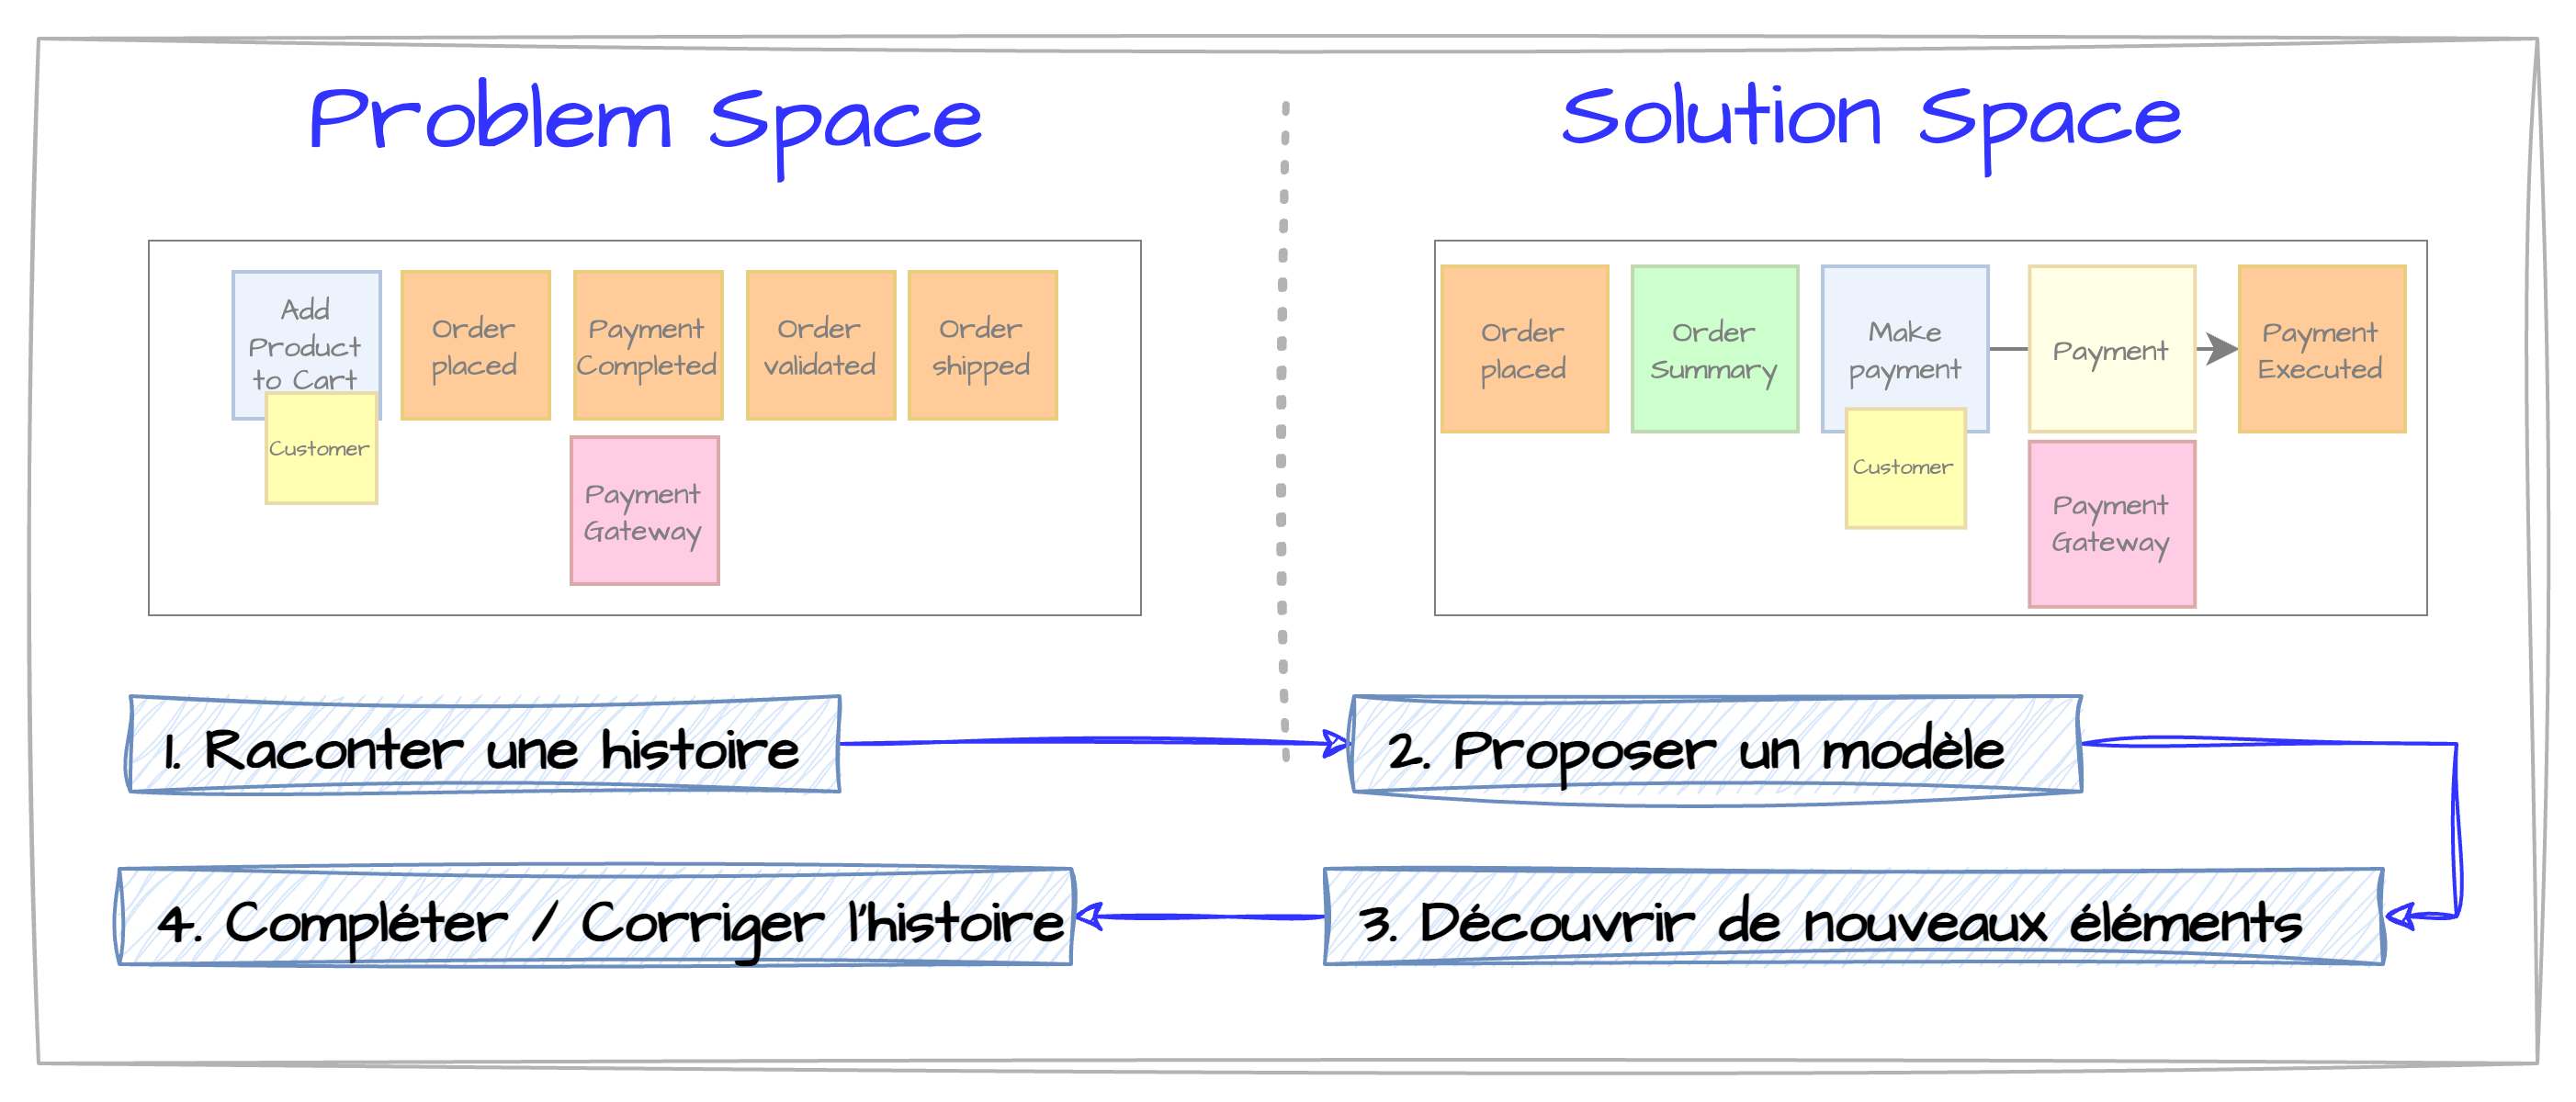 Problem Space
Solution Space
Add
Product
to Cart
Customer
Order
placed
Payment
Completed
Order
validated
Order
shipped
Payment
Gateway
Order
placed
Order
Summary
Make
payment
Customer
Payment
Payment
Executed
Payment
Gateway
1. Raconter une histoire
2. Proposer un modèle
4. Compléter / Corriger l'histoire
3. Découvrir de nouveaux éléments